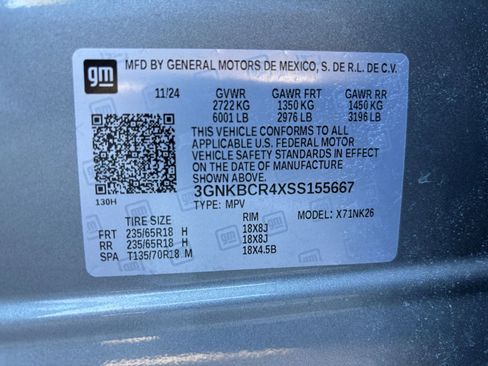 gm
MFD BY GENERAL MOTORS DE MEXICO, S. DE R.L. DE C.V.
11/24 GVWR GAWR FRT GAWR RR
2722 KG 1350 KG 1450 KG
6001 LB 2976 LB 3196 LB
THIS VEHICLE CONFORMS TO ALL
APPLICABLE U.S. FEDERAL MOTOR
VEHICLE SAFETY STANDARDS IN EFFECT
ON THE DATE OF MANUFACTURE
SHOWN ABOVE.
3GNKBCR4XSS155667
130H TYPE: MPV MODEL: X71NK26
TIRE SIZE RIM
FRT 235/65R18 H 18X8J
RR 235/65R18 H 18X8J
SPA T135/70R18 M 18X4.5B